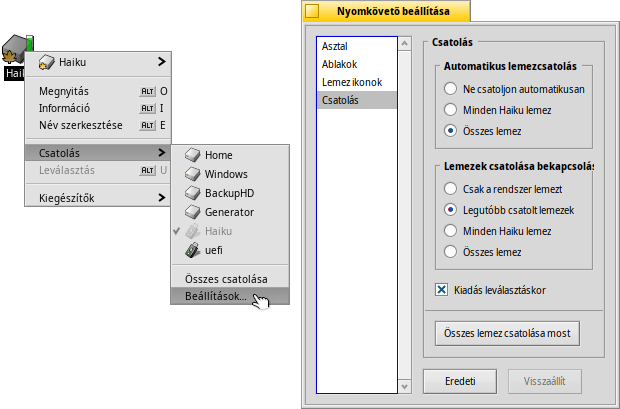 Haik
Haiku
Megnyitás ALT O
Információ ALT I
Név szerkesztése ALT E
Csatolás
Leválasztás ALT U
Kiegészítők
Home
Windows
BackupHD
Generator
Haiku
uefi
Összes csatolása
Beállítások...
Nyomkövető beállítása
Asztal
Ablakok
Lemezikonok
Csatolás
Csatolás
Automatikus lemezcsatolás
Ne csatoljon automatikusan
Minden Haiku lemez
Összes lemez
Lemezek csatolása bekapcsolás
Csak a rendszer lemezt
Legutóbb csatolt lemezek
Minden Haiku lemez
Összes lemez
Kiadás leválasztáskor
Összes lemez csatolása most
Eredeti
Visszaállít